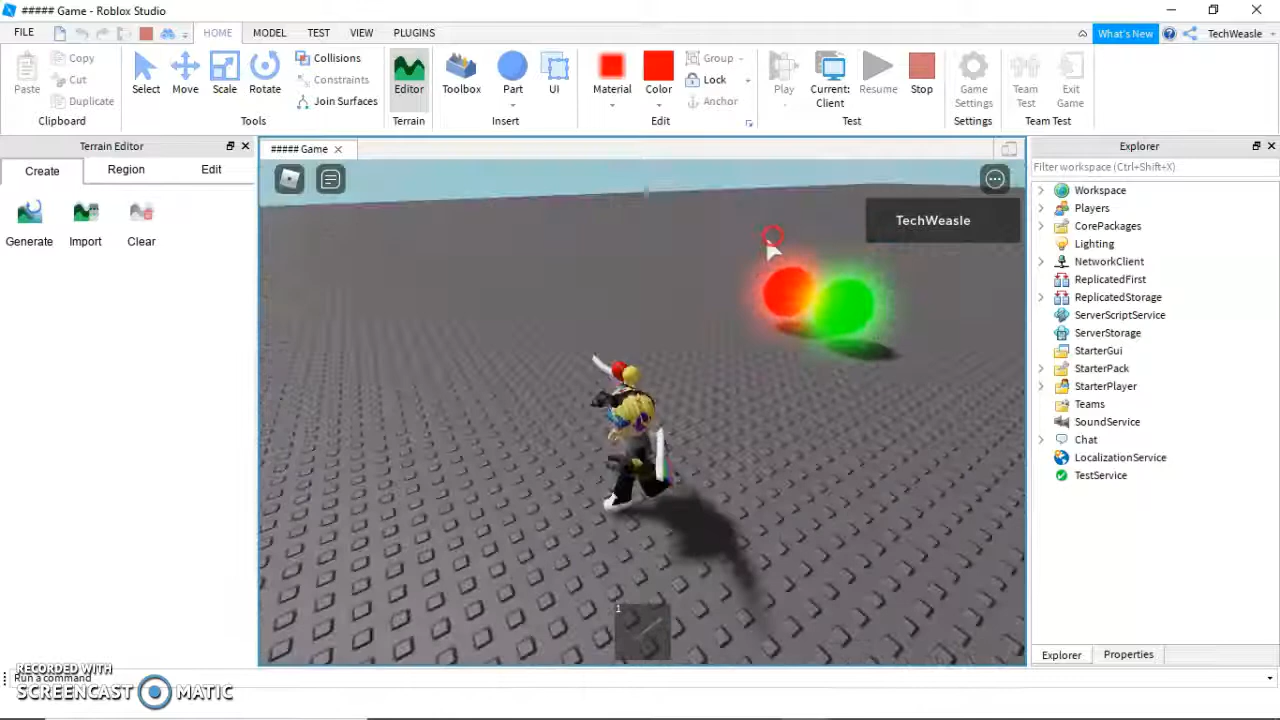 ##### Game - Roblox Studio
FILE HOME MODEL TEST VIEW PLUGINS What's New TechWeasle
Paste Copy Cut Duplicate Clipboard
Select Move Scale Rotate Collisions Constraints Join Surfaces Tools
Editor Terrain
Toolbox Part UI Insert
Material Color Group Lock Anchor Edit
Play Current: Client Resume Stop Test
Game Settings Settings
Team Test Exit Game Team Test
Terrain Editor
Create Region Edit
Generate Import Clear
##### Game
TechWeasle
1
Explorer
Filter workspace (Ctrl+Shift+X)
Workspace
Players
CorePackages
Lighting
NetworkClient
ReplicatedFirst
ReplicatedStorage
ServerScriptService
ServerStorage
StarterGui
StarterPack
StarterPlayer
Teams
SoundService
Chat
LocalizationService
TestService
Explorer Properties
Run a command
RECORDED WITH
SCREENCAST MATIC